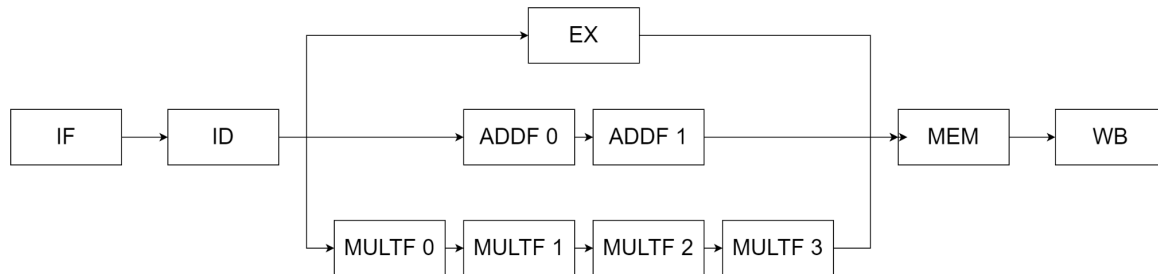 EX
IF
ID
ADDF 0
ADDF 1
MEM
WB
MULTF 0
MULTF 1
MULTF 2
MULTF 3